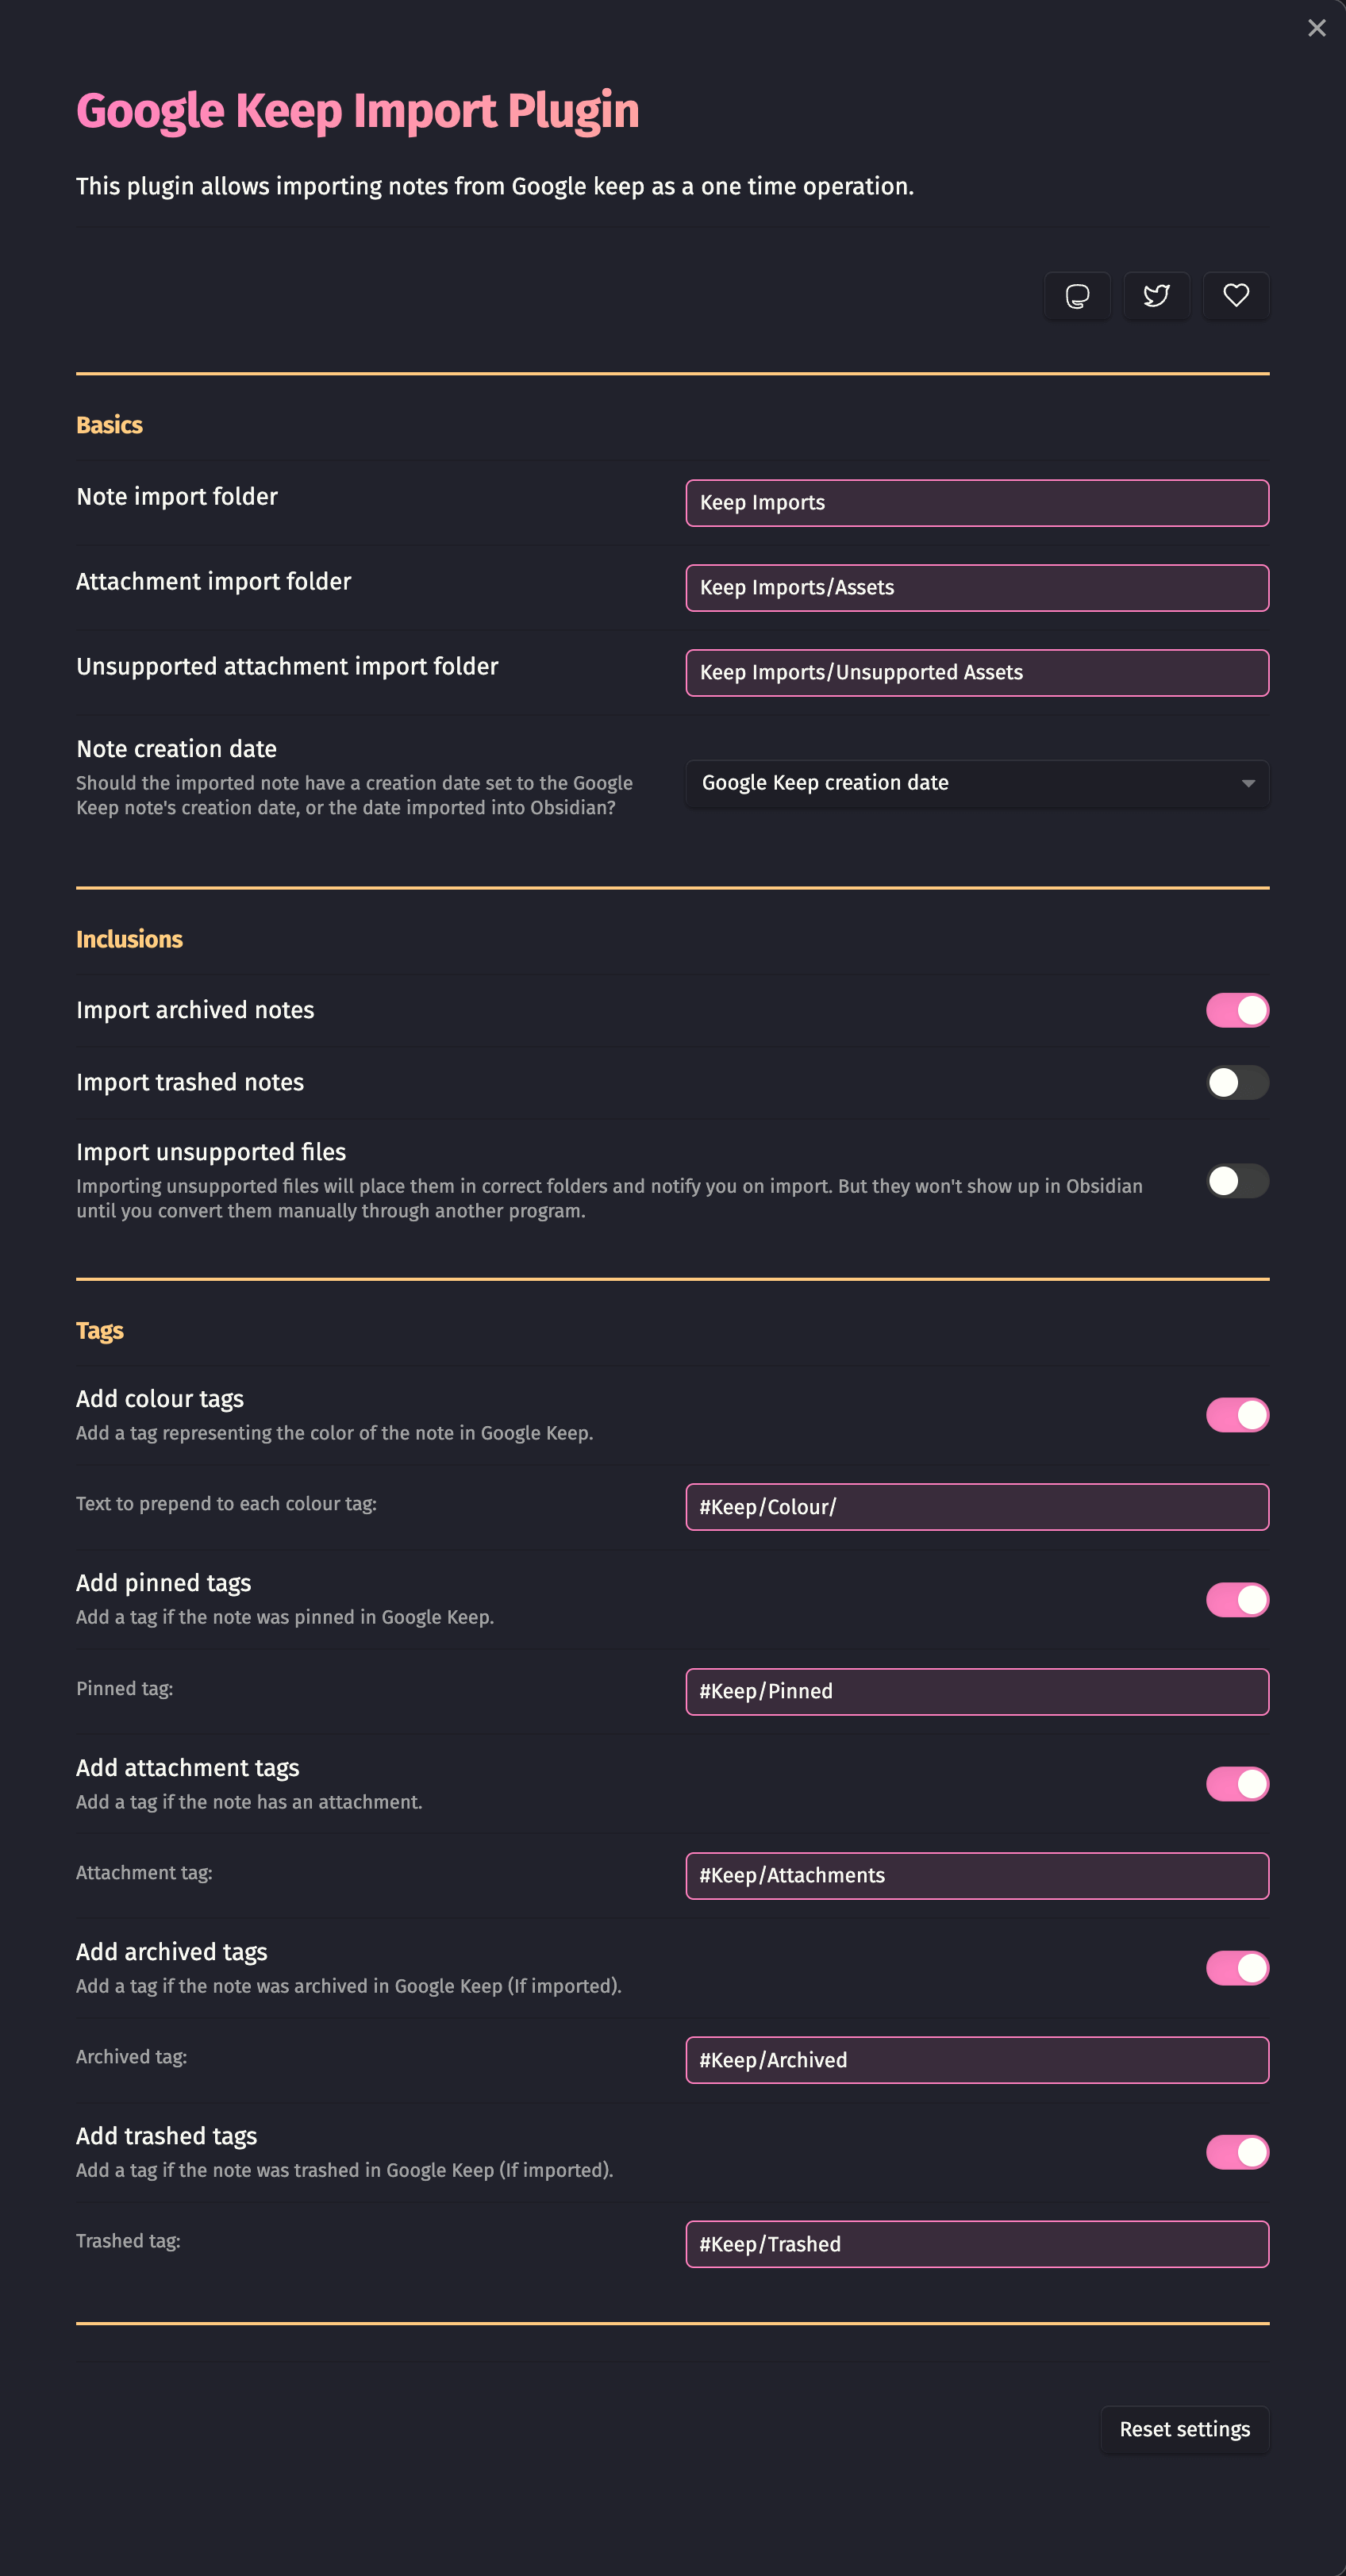 Google Keep Import Plugin
This plugin allows importing notes from Google keep as a one time operation.
Basics
Note import folder
Keep Imports
Attachment import folder
Keep Imports/Assets
Unsupported attachment import folder
Keep Imports/Unsupported Assets
Note creation date
Should the imported note have a creation date set to the Google
Keep note's creation date, or the date imported into Obsidian?
Google Keep creation date
Inclusions
Import archived notes
Import trashed notes
Import unsupported files
Importing unsupported files will place them in correct folders and notify you on import. But they won't show up in Obsidian
until you convert them manually through another program.
Tags
Add colour tags
Add a tag representing the color of the note in Google Keep.
Text to prepend to each colour tag:
#Keep/Colour/
Add pinned tags
Add a tag if the note was pinned in Google Keep.
Pinned tag:
#Keep/Pinned
Add attachment tags
Add a tag if the note has an attachment.
Attachment tag:
#Keep/Attachments
Add archived tags
Add a tag if the note was archived in Google Keep (If imported).
Archived tag:
#Keep/Archived
Add trashed tags
Add a tag if the note was trashed in Google Keep (If imported).
Trashed tag:
#Keep/Trashed
Reset settings